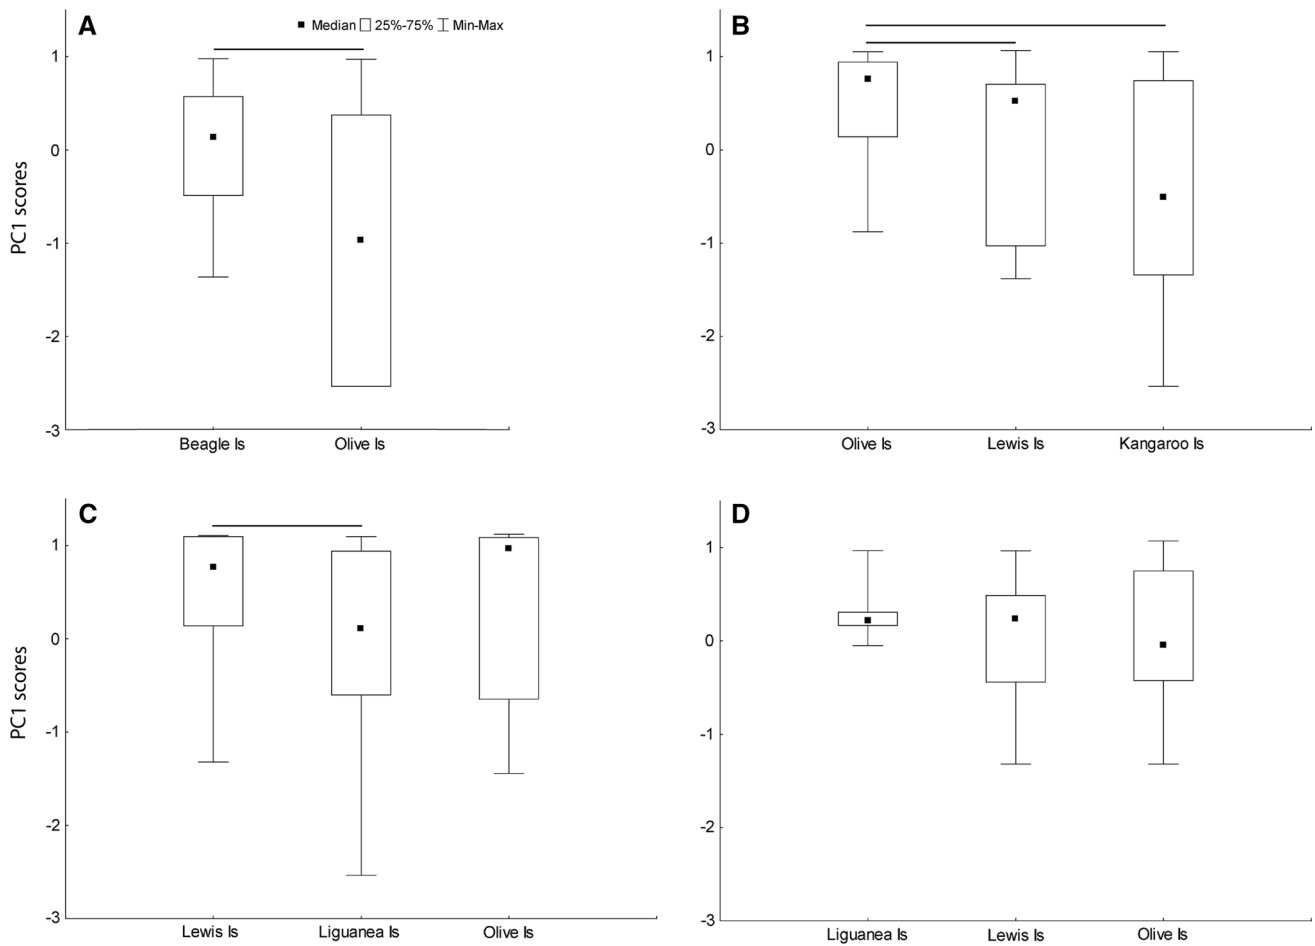 A
Median 25%-75% Min-Max
1
0
-1
-2
-3
PC1 scores
Beagle Is Olive Is
B
1
0
-1
-2
-3
Olive Is Lewis Is Kangaroo Is
C
1
0
-1
-2
-3
PC1 scores
Lewis Is Liguanea Is Olive Is
D
1
0
-1
-2
-3
Liguanea Is Lewis Is Olive Is